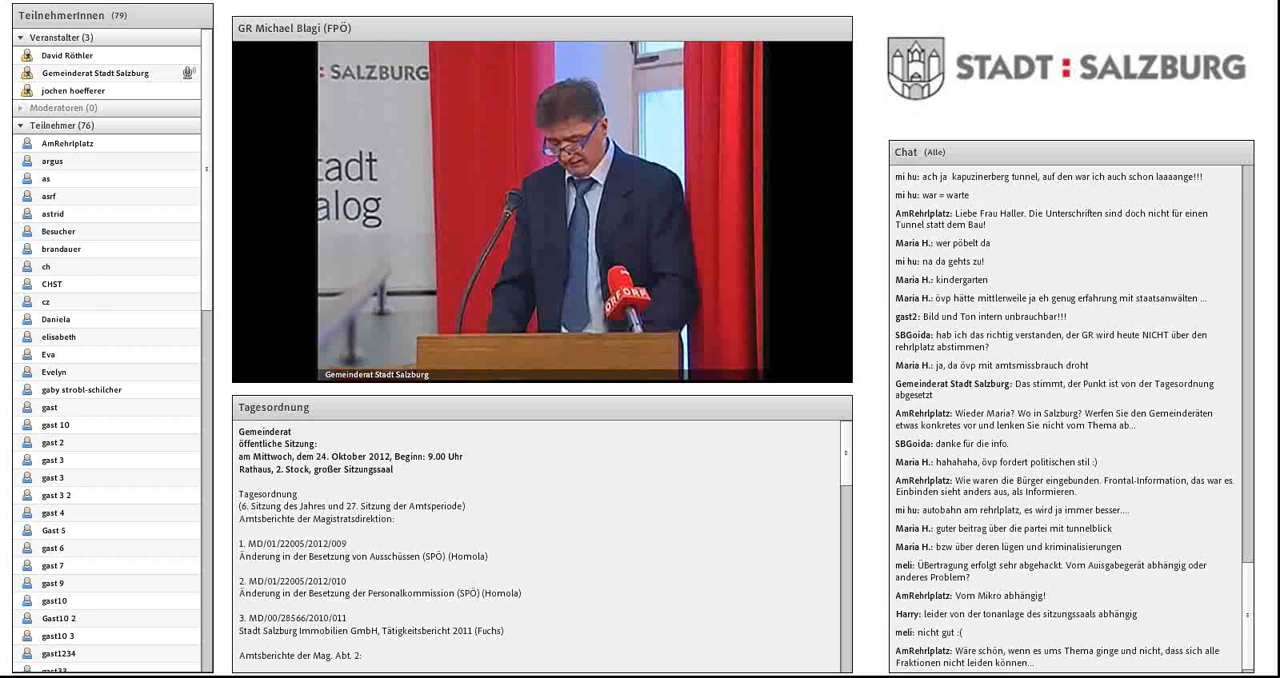 TeilnehmerInnen (79)
Veranstalter (3)
David Röthler
Gemeinderat Stadt Salzburg
jochen hoefferer
Moderatoren (0)
Teilnehmer (76)
AmRehrlplatz
argus
as
asrf
astrid
Besucher
brandauer
ch
CHST
cz
Daniela
elisabeth
Eva
Evelyn
gaby strobl-schilcher
gast
gast 10
gast 2
gast 3
gast 3
gast 3 2
gast 4
Gast 5
gast 6
gast 7
gast 9
gast10
Gast10 2
gast10 3
gast1234
gast33
GR Michael Blagi (FPÖ)
: SALZBURG
tadt
alog
ORF ORF
Gemeinderat Stadt Salzburg
Tagesordnung
Gemeinderat
öffentliche Sitzung:
am Mittwoch, dem 24. Oktober 2012, Beginn: 9.00 Uhr
Rathaus, 2. Stock, großer Sitzungssaal
Tagesordnung
(6. Sitzung des Jahres und 27. Sitzung der Amtsperiode)
Amtsberichte der Magistratsdirektion:
1. MD/01/22005/2012/009
Änderung in der Besetzung von Ausschüssen (SPÖ) (Homola)
2. MD/01/22005/2012/010
Änderung in der Besetzung der Personalkommission (SPÖ) (Homola)
3. MD/00/28566/2010/011
Stadt Salzburg Immobilien GmbH, Tätigkeitsbericht 2011 (Fuchs)
Amtsberichte der Mag. Abt. 2:
STADT : SALZBURG
Chat (Alle)
mi hu: ach ja kapuzinerberg tunnel, auf den war ich auch schon laaaange!!!
mi hu: war = warte
AmRehrlplatz: Liebe Frau Haller. Die Unterschriften sind doch nicht für einen
Tunnel statt dem Bau!
Maria H.: wer pöbelt da
mi hu: na da gehts zu!
Maria H.: kindergarten
Maria H.: övp hätte mittlerweile ja eh genug erfahrung mit staatsanwälten ...
gast2: Bild und Ton intern unbrauchbar!!!
SBGoida: hab ich das richtig verstanden, der GR wird heute NICHT über den
rehrlplatz abstimmen?
Maria H.: ja, da övp mit amtsmissbrauch droht
Gemeinderat Stadt Salzburg: Das stimmt, der Punkt ist von der Tagesordnung
abgesetzt
AmRehrlplatz: Wieder Maria? Wo in Salzburg? Werfen Sie den Gemeinderäten
etwas konkretes vor und lenken Sie nicht vom Thema ab...
SBGoida: danke für die info.
Maria H.: hahahaha, övp fordert politischen stil :)
AmRehrlplatz: Wie waren die Bürger eingebunden. Frontal-Information, das war es.
Einbinden sieht anders aus, als Informieren.
mi hu: autobahn am rehrlplatz, es wird ja immer besser....
Maria H.: guter beitrag über die partei mit tunnelblick
Maria H.: bzw über deren lügen und kriminalisierungen
meli: ÜBertragung erfolgt sehr abgehackt. Vom Auisgabegerät abhängig oder
anderes Problem?
AmRehrlplatz: Vom Mikro abhängig!
Harry: leider von der tonanlage des sitzungssaals abhängig
meli: nicht gut :(
AmRehrlplatz: Wäre schön, wenn es ums Thema ginge und nicht, dass sich alle
Fraktionen nicht leiden können...